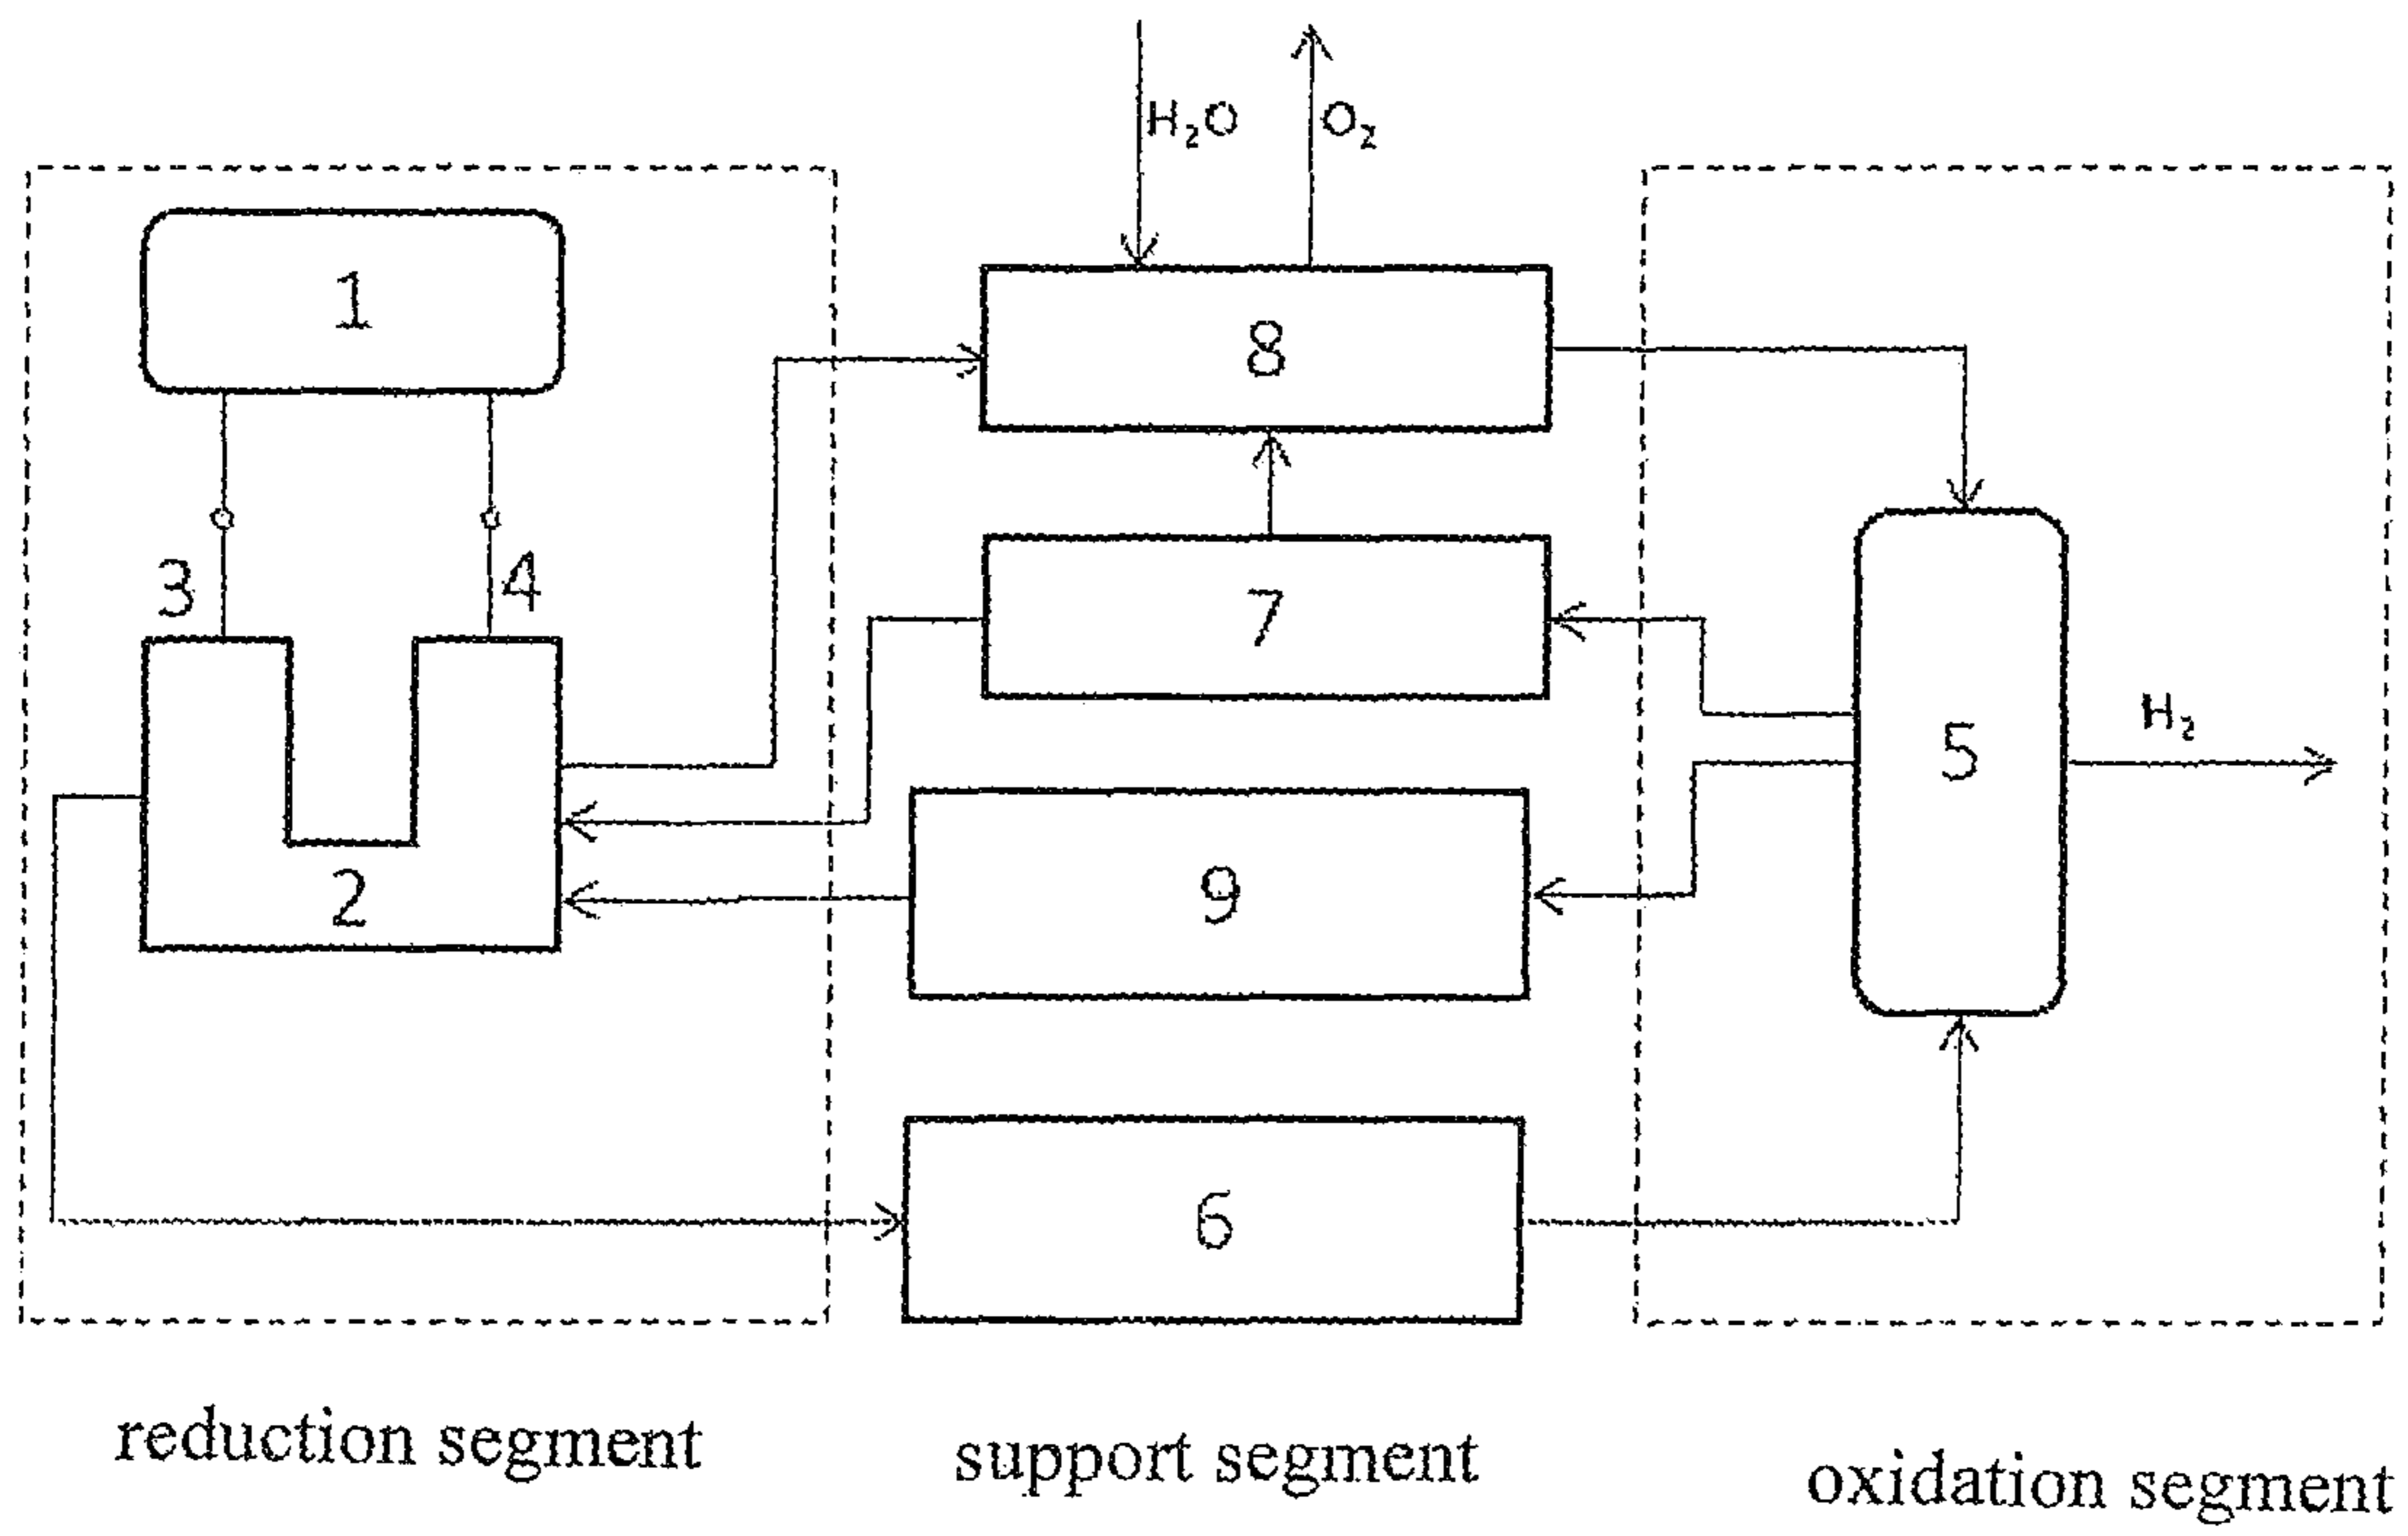 H₂O
O₂
1
8
3
4
7
5
H₂
2
9
6
reduction segment
support segment
oxidation segment